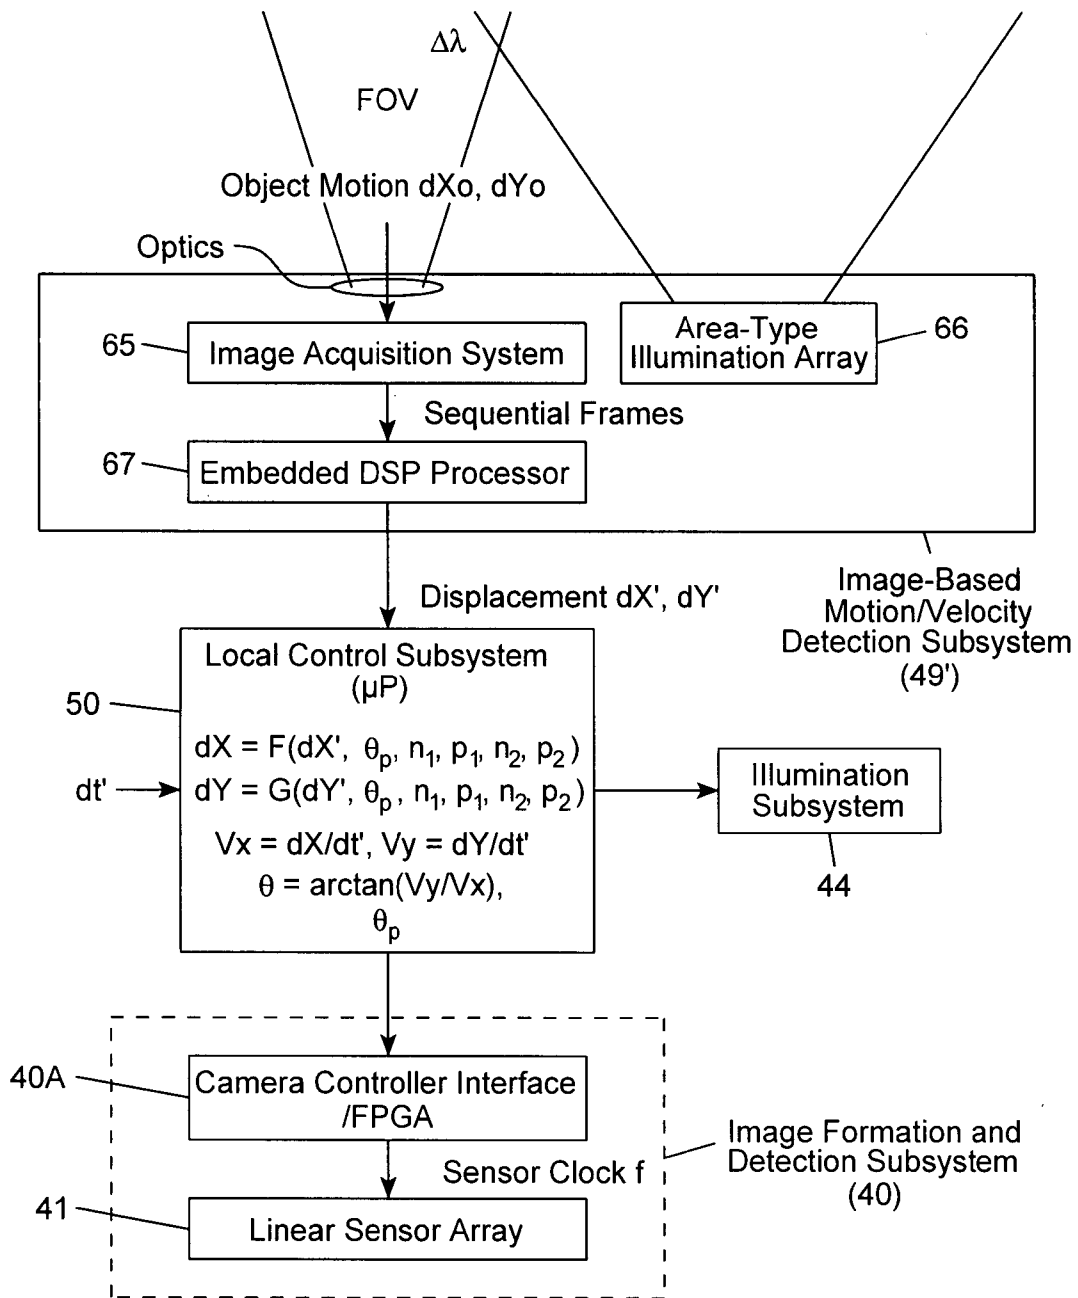 Δλ
FOV
Object Motion dXo, dYo
Optics
65
Image Acquisition System
Area-Type
Illumination Array
66
Sequential Frames
67
Embedded DSP Processor
Displacement dX', dY'
Image-Based
Motion/Velocity
Detection Subsystem
(49')
Local Control Subsystem
(µP)
50
dX = F(dX', θp, n1, p1, n2, p2)
dt'
dY = G(dY', θp, n1, p1, n2, p2)
Vx = dX/dt', Vy = dY/dt'
θ = arctan(Vy/Vx),
θp
Illumination
Subsystem
44
40A
Camera Controller Interface
/FPGA
Sensor Clock f
Image Formation and
Detection Subsystem
(40)
41
Linear Sensor Array